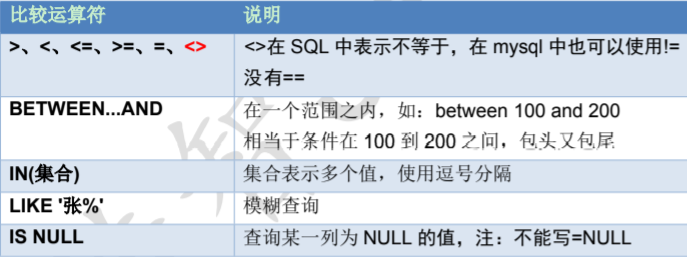 比较运算符 说明
>、<、<=、>=、=、<> <>在 SQL 中表示不等于，在 mysql 中也可以使用!=
没有==
BETWEEN...AND 在一个范围之内，如：between 100 and 200
相当于条件在 100 到 200 之间，包头又包尾
IN(集合) 集合表示多个值，使用逗号分隔
LIKE '张%' 模糊查询
IS NULL 查询某一列为 NULL 的值，注：不能写=NULL